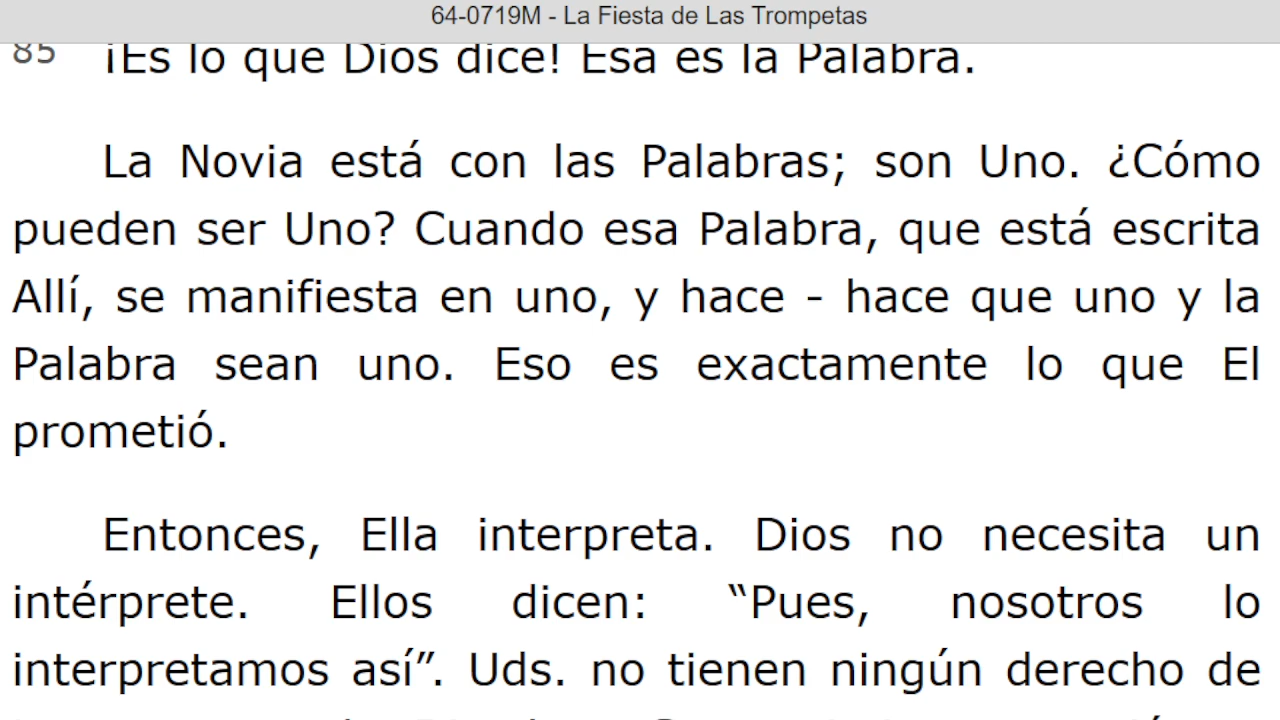 64-0719M - La Fiesta de Las Trompetas
85 ¡Es lo que Dios dice! Esa es la Palabra.
La Novia está con las Palabras; son Uno. ¿Cómo
pueden ser Uno? Cuando esa Palabra, que está escrita
Allí, se manifiesta en uno, y hace - hace que uno y la
Palabra sean uno. Eso es exactamente lo que El
prometió.
Entonces, Ella interpreta. Dios no necesita un
intérprete. Ellos dicen: “Pues, nosotros lo
interpretamos así”. Uds. no tienen ningún derecho de